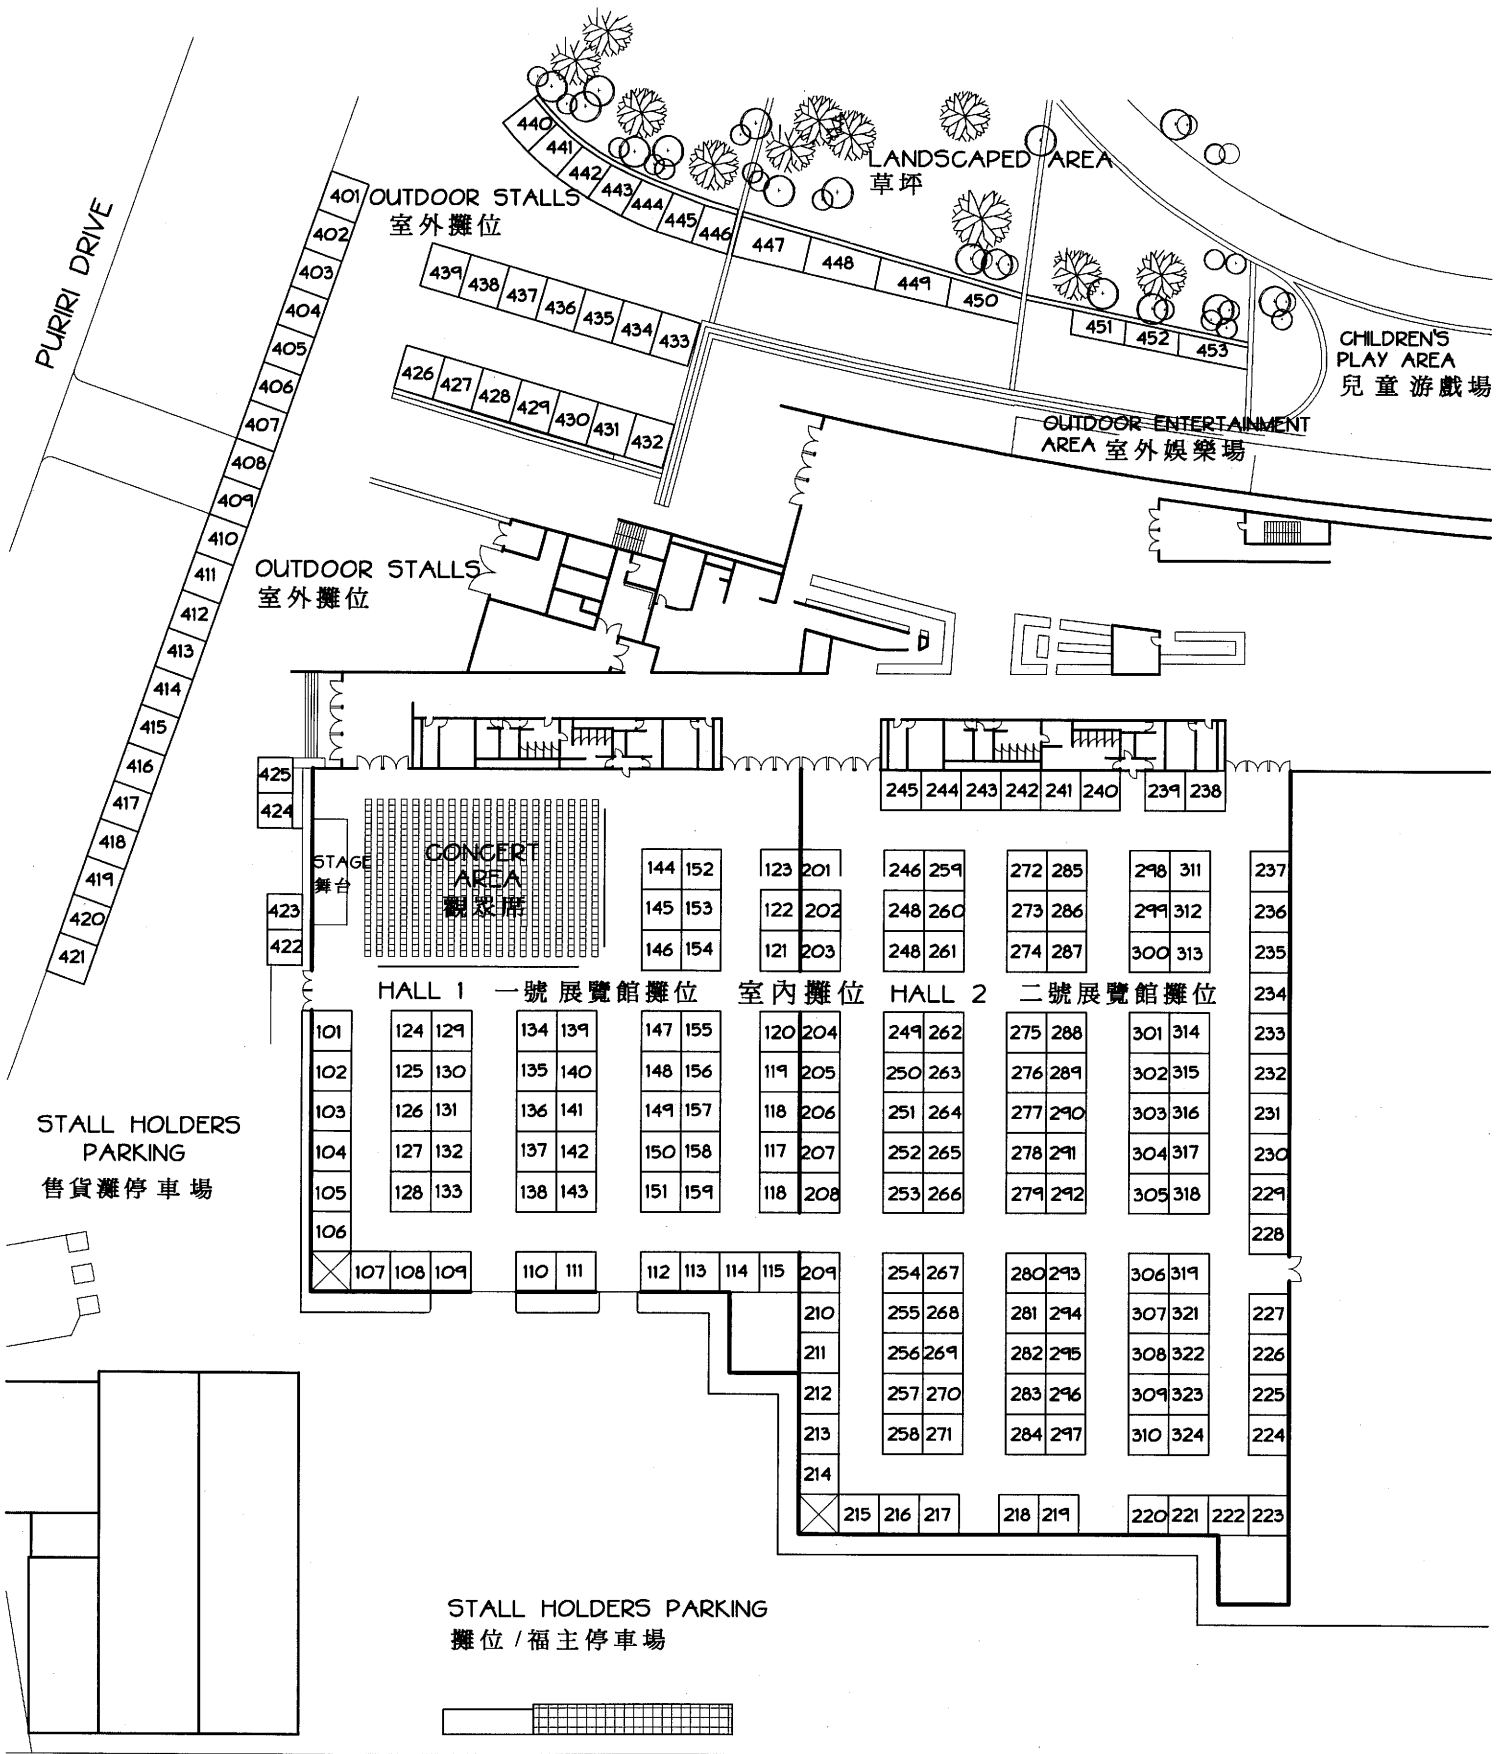 440
441
442
443
444
445
446
447
448
449
450
451
452
453
LANDSCAPED AREA
草坪
PURIRI DRIVE
OUTDOOR STALLS
室外攤位
401
402
403
404
405
406
407
408
409
410
411
412
413
414
415
416
417
418
419
420
421
439 438 437 436 435 434 433
426 427 428 429 430 431 432
CHILDREN'S
PLAY AREA
兒童游戲場
OUTDOOR ENTERTAINMENT
AREA 室外娛樂場
OUTDOOR STALLS
室外攤位
425
424
423
422
STAGE
舞台
CONCERT
AREA
觀眾席
245 244 243 242 241 240 239 238
144 152 123 201 246 259 272 285 298 311 237
145 153 122 202 248 260 273 286 299 312 236
146 154 121 203 248 261 274 287 300 313 235
HALL 1 一號展覽館攤位 室內攤位 HALL 2 二號展覽館攤位 234
101 124 129 134 139 147 155 120 204 249 262 275 288 301 314 233
102 125 130 135 140 148 156 119 205 250 263 276 289 302 315 232
103 126 131 136 141 149 157 118 206 251 264 277 290 303 316 231
104 127 132 137 142 150 158 117 207 252 265 278 291 304 317 230
105 128 133 138 143 151 159 118 208 253 266 279 292 305 318 229
106 228
107 108 109 110 111 112 113 114 115 209 254 267 280 293 306 319
210 255 268 281 294 307 321 227
211 256 269 282 295 308 322 226
212 257 270 283 296 309 323 225
213 258 271 284 297 310 324 224
214
215 216 217 218 219 220 221 222 223
STALL HOLDERS
PARKING
售貨灘停車場
STALL HOLDERS PARKING
攤位/福主停車場